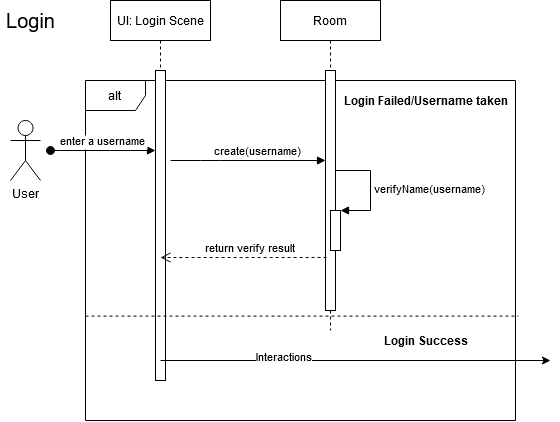 Login
UI: Login Scene
Room
alt
Login Failed/Username taken
enter a username
create(username)
User
verifyName(username)
return verify result
Login Success
Interactions